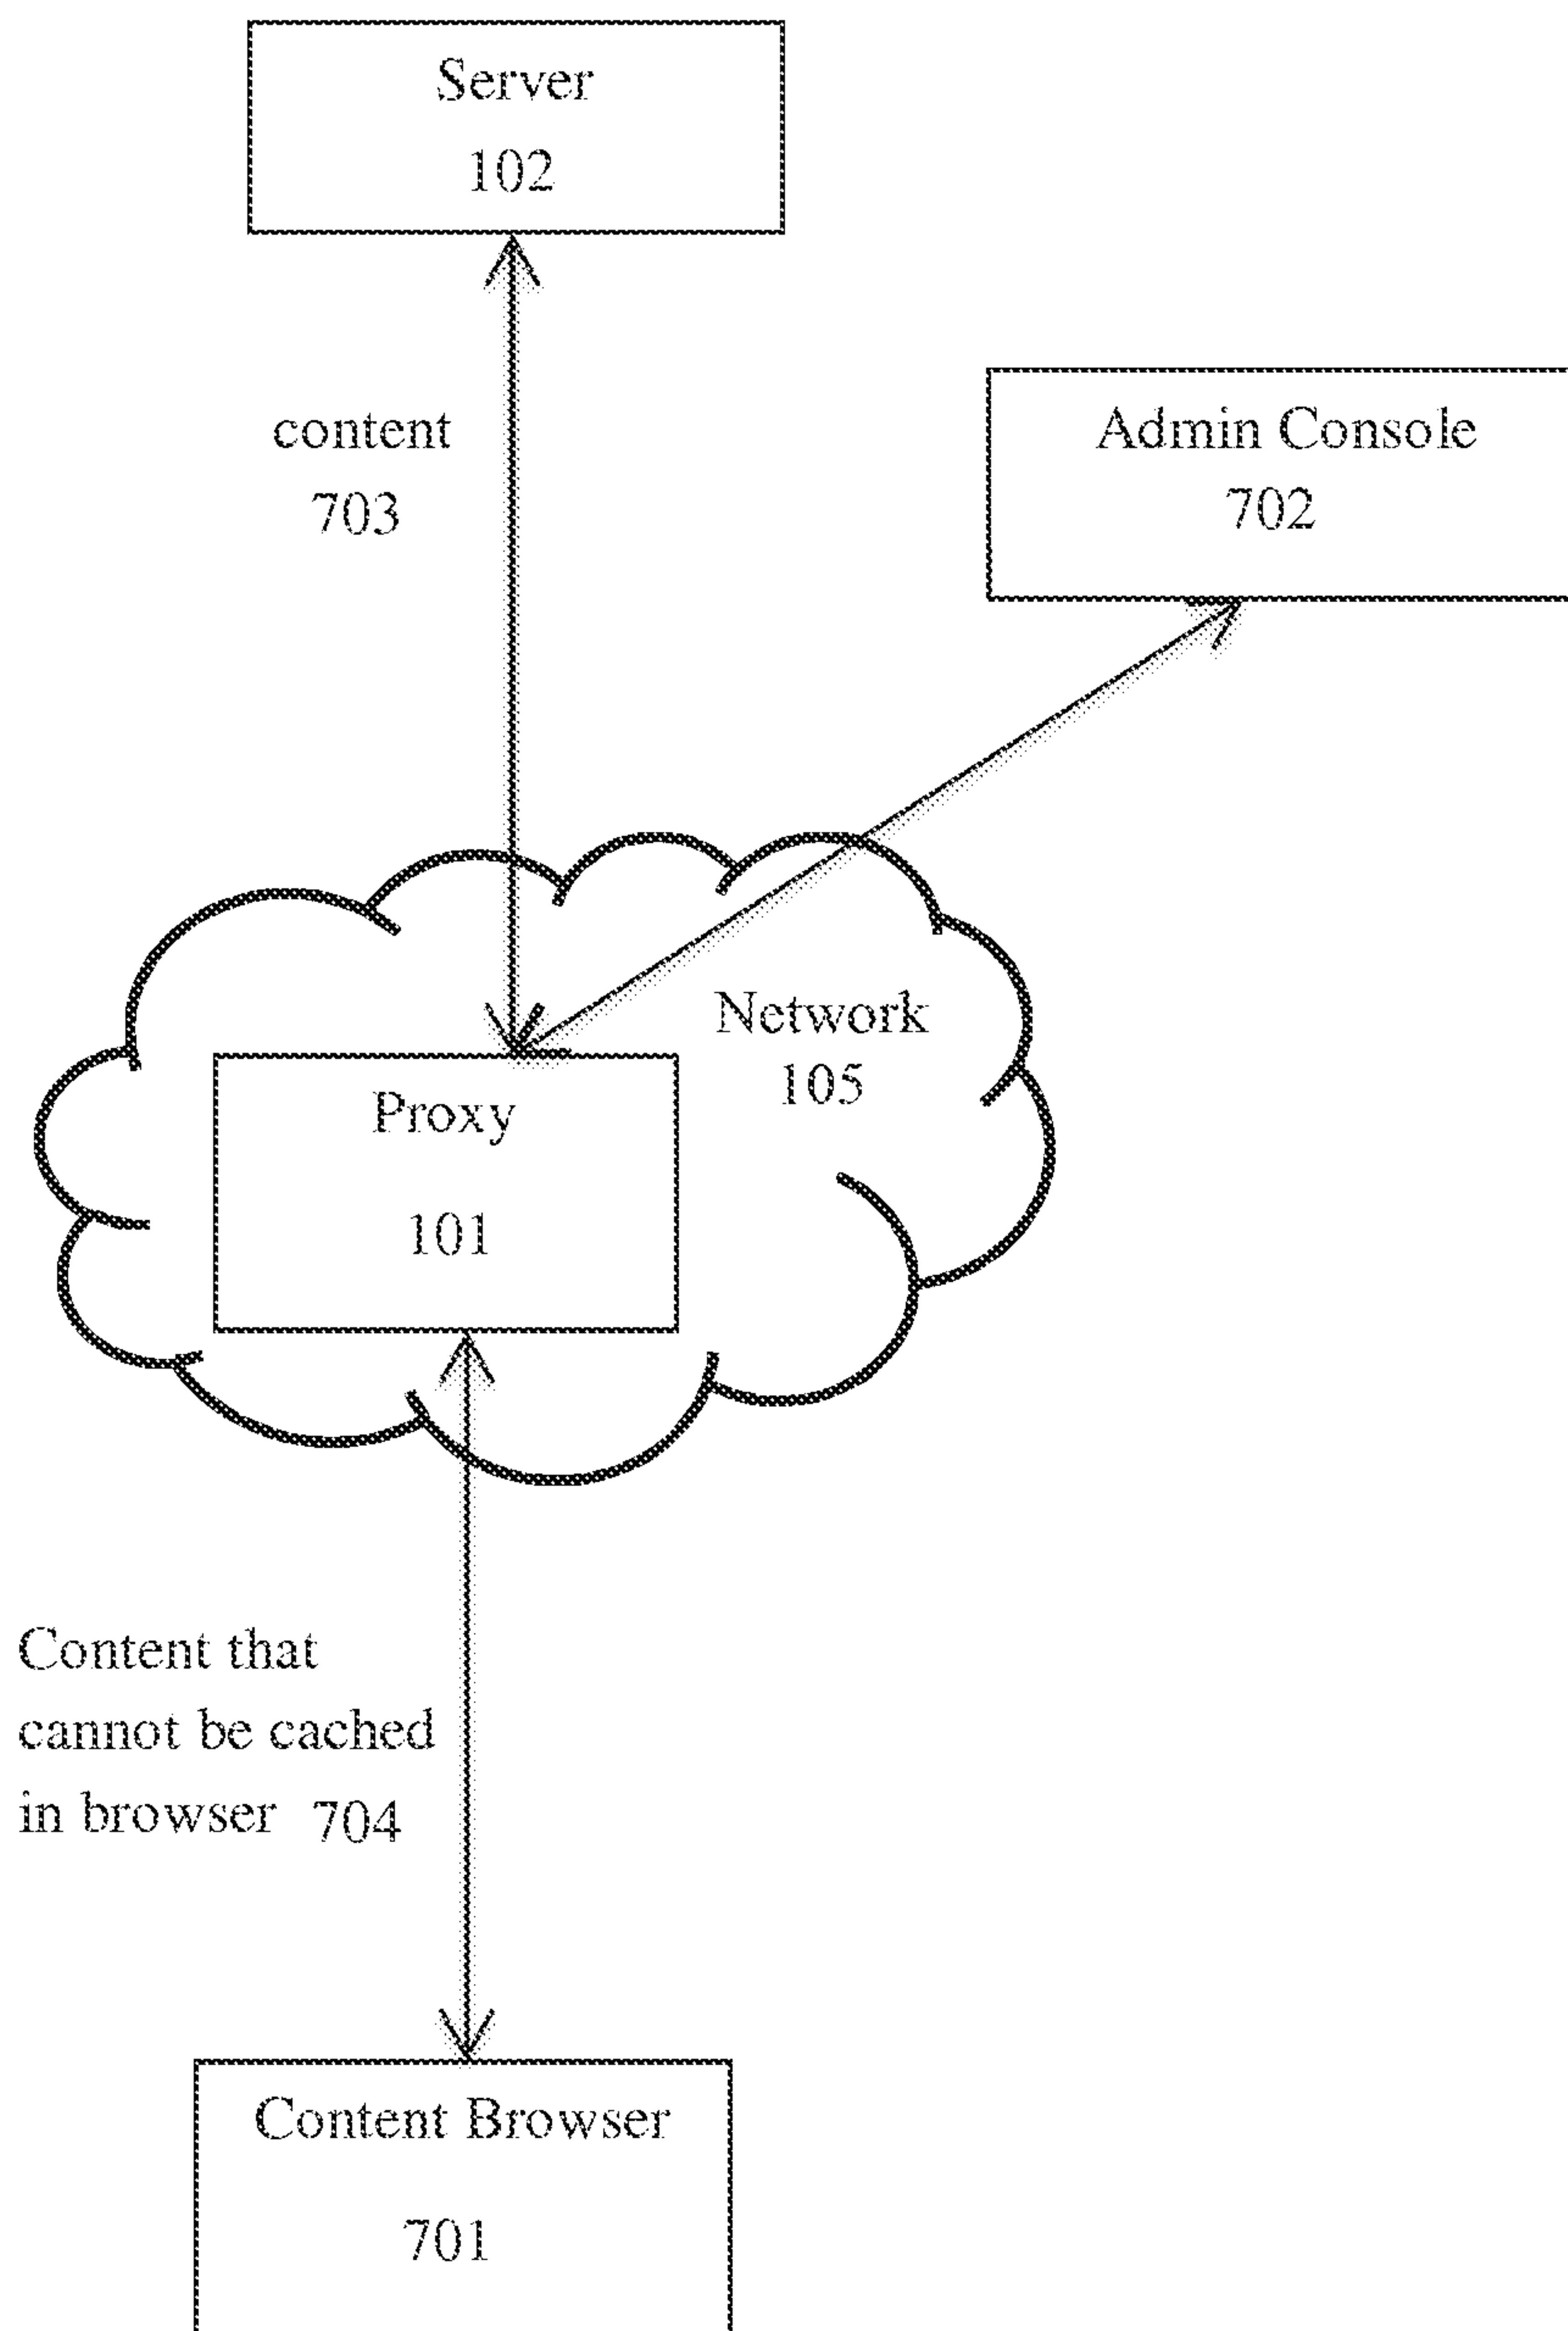 Server
102
content
703
Admin Console
702
Network
105
Proxy
101
Content that
cannot be cached
in browser 704
Content Browser
701